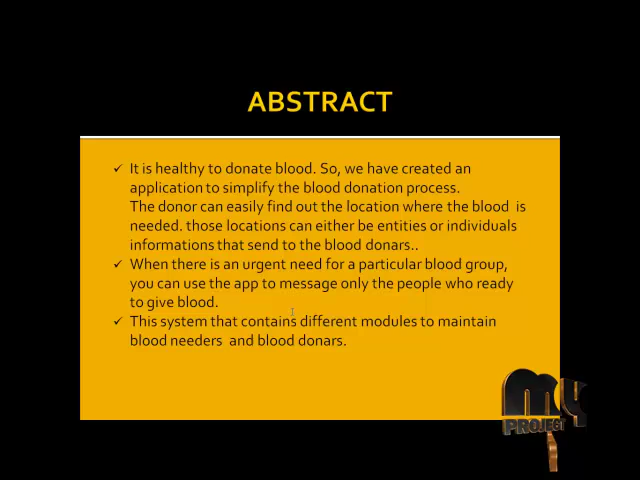 ABSTRACT
✓ It is healthy to donate blood. So, we have created an
application to simplify the blood donation process.
The donor can easily find out the location where the blood is
needed. those locations can either be entities or individuals
informations that send to the blood donars..
✓ When there is an urgent need for a particular blood group,
you can use the app to message only the people who ready
to give blood.
✓ This system that contains different modules to maintain
blood needers and blood donars.
my
PROJECT